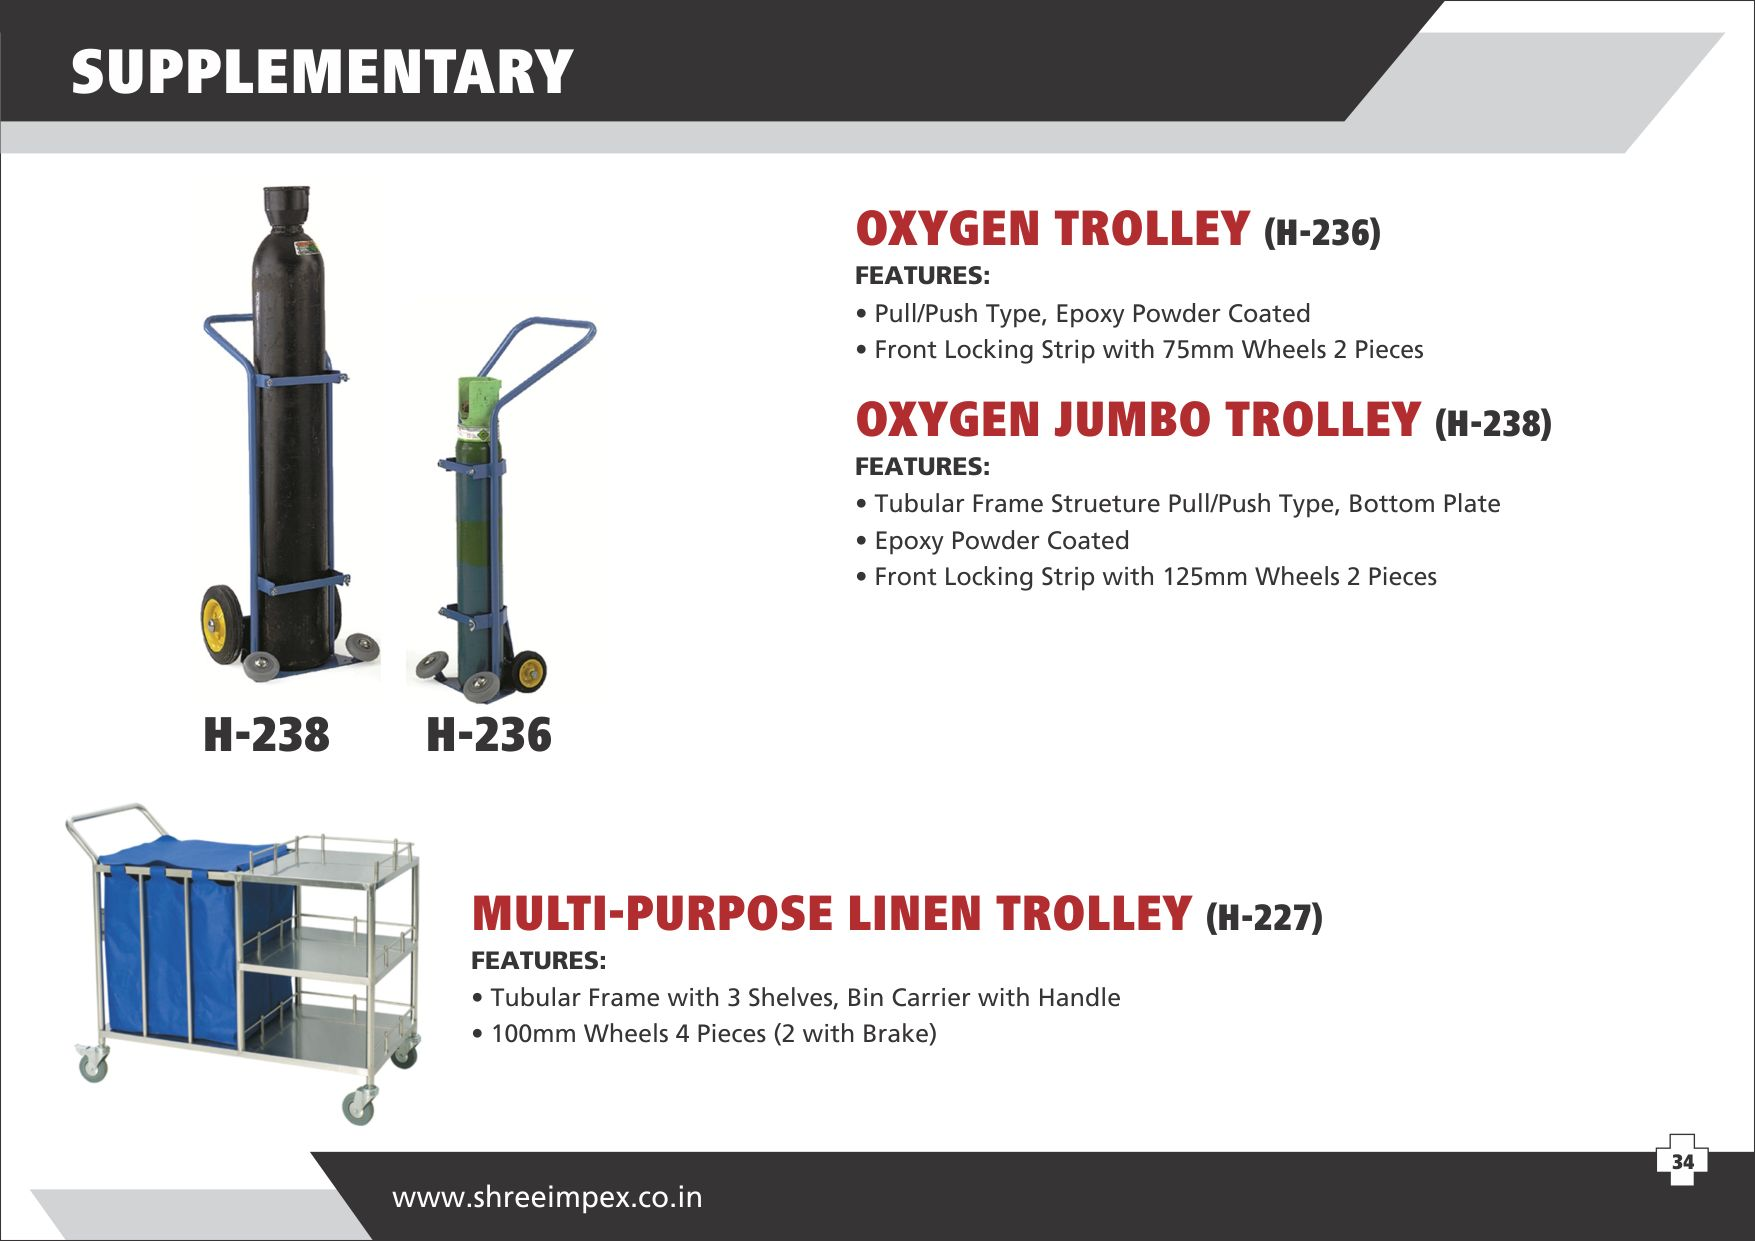 SUPPLEMENTARY
OXYGEN TROLLEY (H-236)
FEATURES:
• Pull/Push Type, Epoxy Powder Coated
• Front Locking Strip with 75mm Wheels 2 Pieces
OXYGEN JUMBO TROLLEY (H-238)
FEATURES:
• Tubular Frame Strueture Pull/Push Type, Bottom Plate
• Epoxy Powder Coated
• Front Locking Strip with 125mm Wheels 2 Pieces
H-238
H-236
MULTI-PURPOSE LINEN TROLLEY (H-227)
FEATURES:
• Tubular Frame with 3 Shelves, Bin Carrier with Handle
• 100mm Wheels 4 Pieces (2 with Brake)
34
www.shreeimpex.co.in